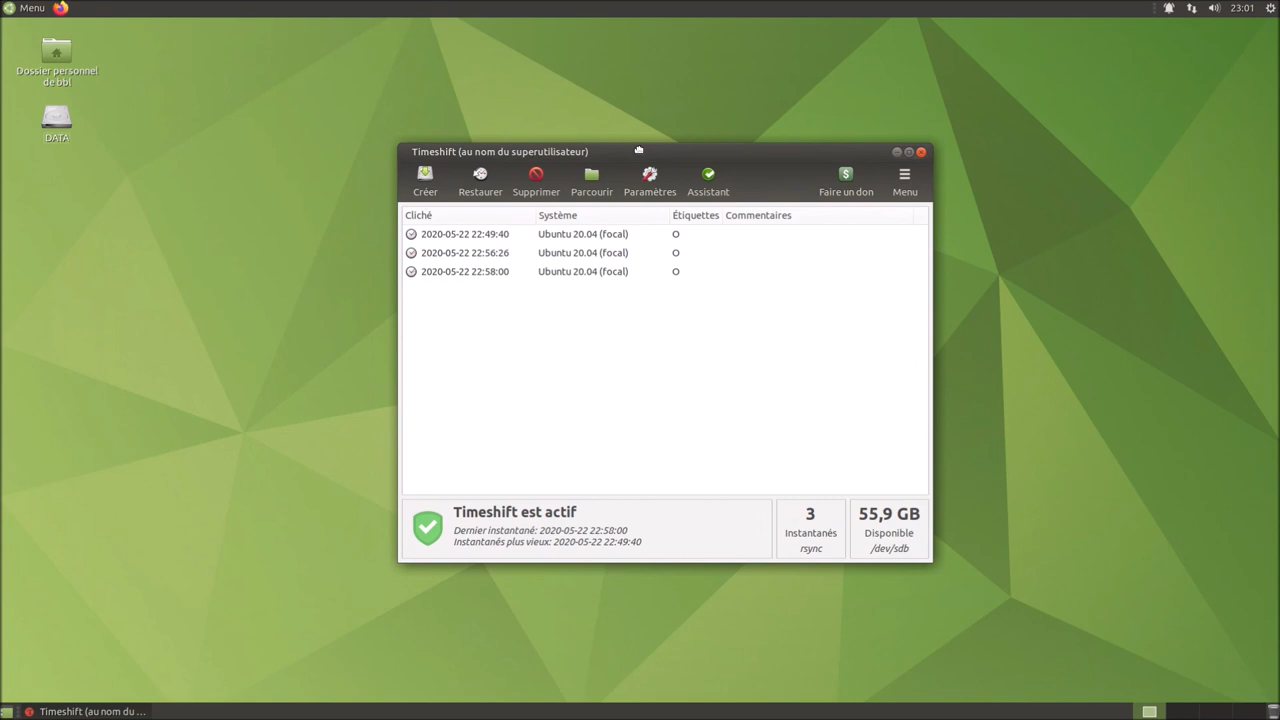 Menu
23:01
Dossier personnel
de bbl
DATA
Timeshift (au nom du superutilisateur)
Créer
Restaurer
Supprimer
Parcourir
Paramètres
Assistant
$
Faire un don
Menu
Cliché
Système
Étiquettes
Commentaires
2020-05-22 22:49:40
Ubuntu 20.04 (focal)
O
2020-05-22 22:56:26
Ubuntu 20.04 (focal)
O
2020-05-22 22:58:00
Ubuntu 20.04 (focal)
O
Timeshift est actif
Dernier instantané: 2020-05-22 22:58:00
Instantanés plus vieux: 2020-05-22 22:49:40
3
Instantanés
rsync
55,9 GB
Disponible
/dev/sdb
Timeshift (au nom du ...